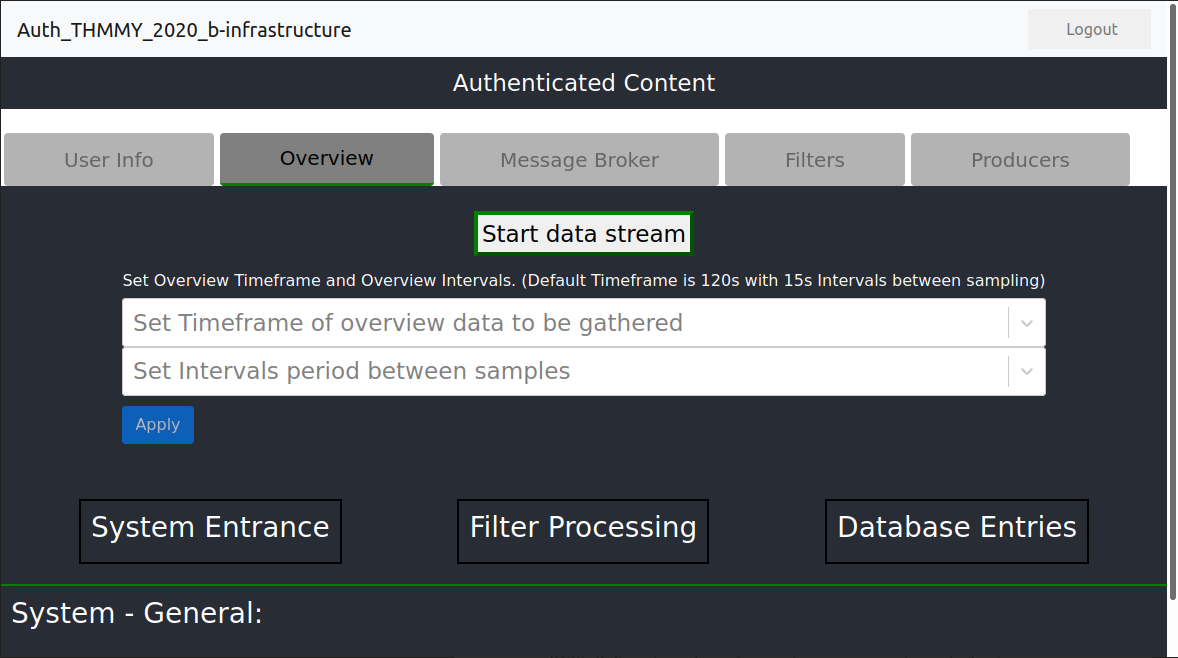 Auth_THMMY_2020_b-infrastructure
Logout
Authenticated Content
User Info
Overview
Message Broker
Filters
Producers
Start data stream
Set Overview Timeframe and Overview Intervals. (Default Timeframe is 120s with 15s Intervals between sampling)
Set Timeframe of overview data to be gathered
Set Intervals period between samples
Apply
System Entrance
Filter Processing
Database Entries
System - General: